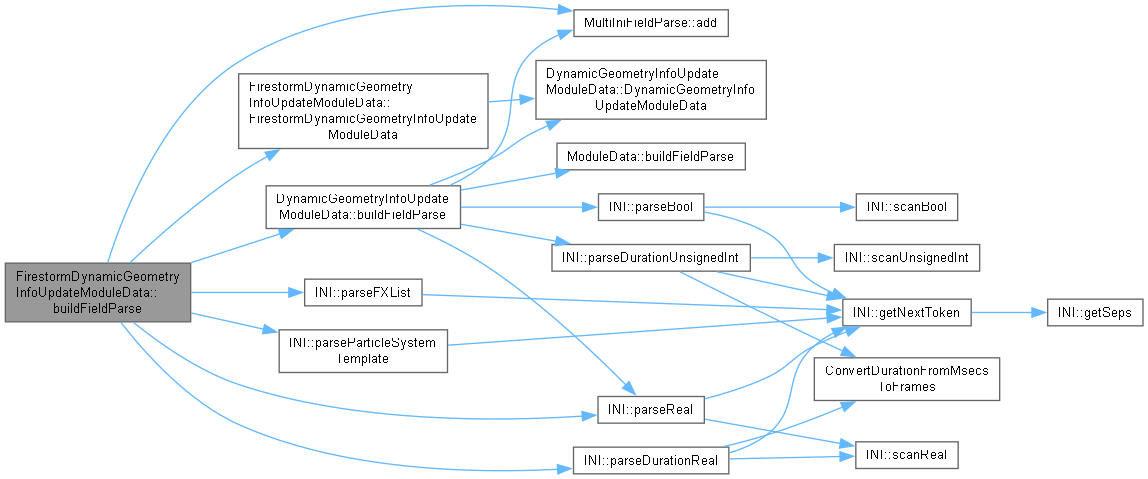 FirestormDynamicGeometry
InfoUpdateModuleData::
buildFieldParse
MultiIniFieldParse::add
FirestormDynamicGeometry
InfoUpdateModuleData::
FirestormDynamicGeometryInfoUpdate
ModuleData
DynamicGeometryInfoUpdate
ModuleData::DynamicGeometryInfo
UpdateModuleData
DynamicGeometryInfoUpdate
ModuleData::buildFieldParse
ModuleData::buildFieldParse
INI::parseBool
INI::scanBool
INI::parseDurationUnsignedInt
INI::scanUnsignedInt
INI::parseFXList
INI::getNextToken
INI::getSeps
INI::parseParticleSystem
Template
ConvertDurationFromMsecs
ToFrames
INI::parseReal
INI::parseDurationReal
INI::scanReal